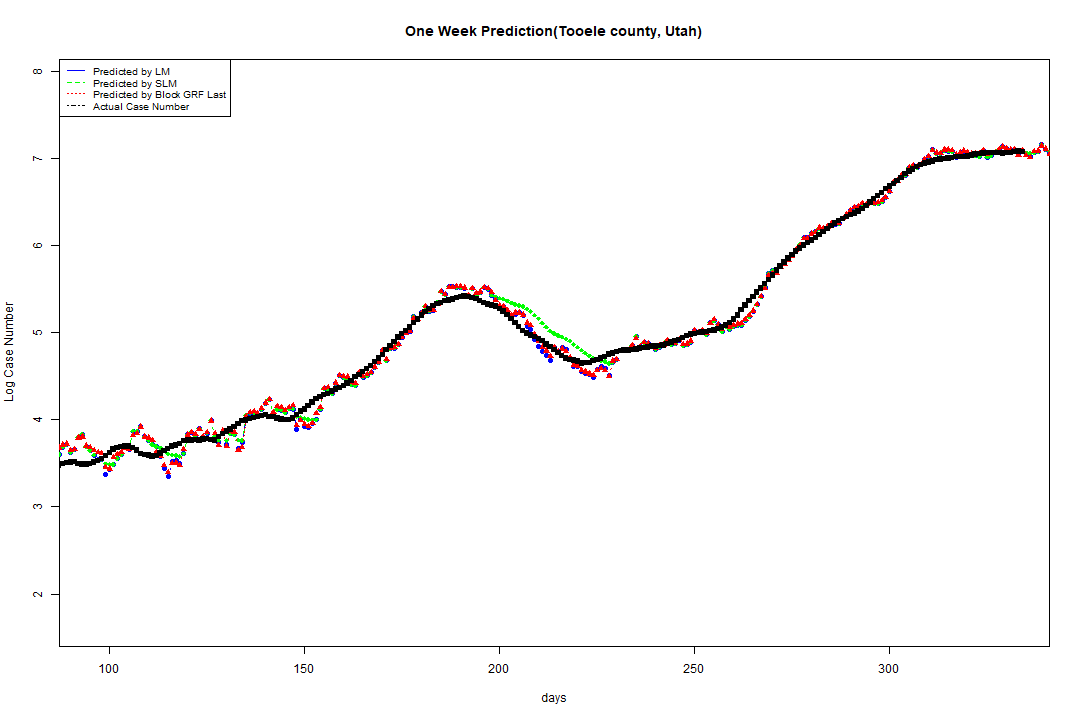 One Week Prediction(Tooele county, Utah)
Predicted by LM
Predicted by SLM
Predicted by Block GRF Last
Actual Case Number
8
7
6
5
4
3
2
Log Case Number
100 150 200 250 300
days